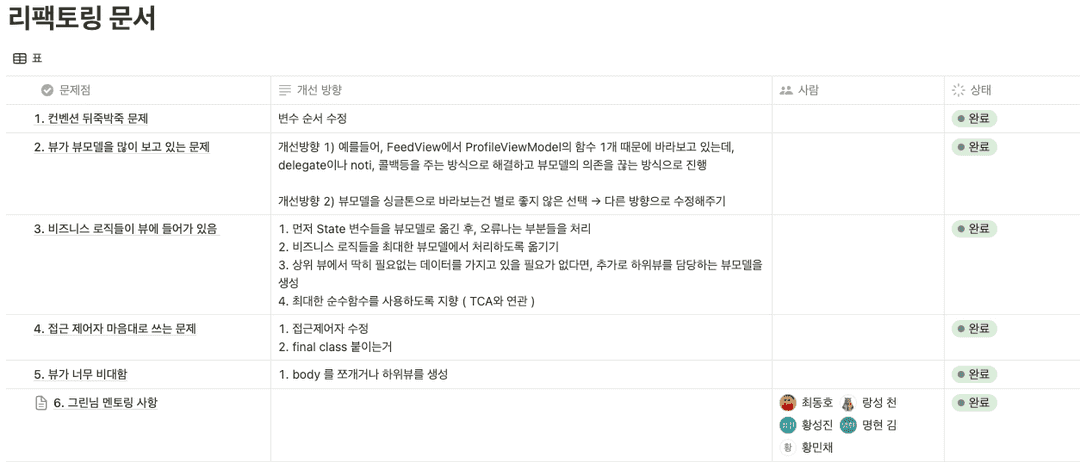 리팩토링 문서
표
문제점 개선 방향 사람 상태
1. 컨벤션 뒤죽박죽 문제 변수 순서 수정 완료
2. 뷰가 뷰모델을 많이 보고 있는 문제 개선방향 1) 예를들어, FeedView에서 ProfileViewModel의 함수 1개 때문에 바라보고 있는데, 완료
delegate이나 noti, 콜백등을 주는 방식으로 해결하고 뷰모델의 의존을 끊는 방식으로 진행
개선방향 2) 뷰모델을 싱글톤으로 바라보는건 별로 좋지 않은 선택 → 다른 방향으로 수정해주기
3. 비즈니스 로직들이 뷰에 들어가 있음 1. 먼저 State 변수들을 뷰모델로 옮긴 후, 오류나는 부분들을 처리 완료
2. 비즈니스 로직들을 최대한 뷰모델에서 처리하도록 옮기기
3. 상위 뷰에서 딱히 필요없는 데이터를 가지고 있을 필요가 없다면, 추가로 하위뷰를 담당하는 뷰모델을
생성
4. 최대한 순수함수를 사용하도록 지향 ( TCA와 연관 )
4. 접근 제어자 마음대로 쓰는 문제 1. 접근제어자 수정 완료
2. final class 붙이는거
5. 뷰가 너무 비대함 1. body 를 쪼개거나 하위뷰를 생성 완료
6. 그린님 멘토링 사항 최동호 랑성 천 완료
황성진 명현 김
황 황민채